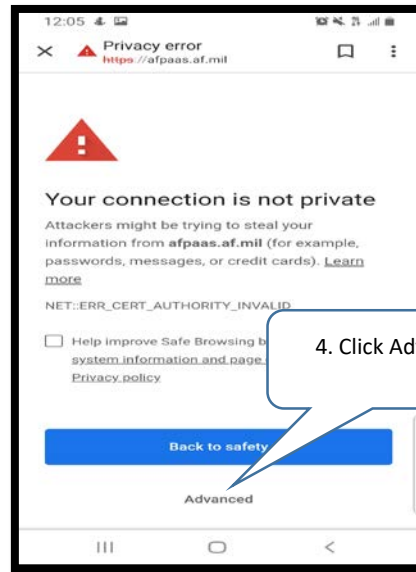 12:05
Privacy error
https://afpaas.af.mil
Your connection is not private
Attackers might be trying to steal your
information from afpaas.af.mil (for example,
passwords, messages, or credit cards). Learn
more
NET::ERR_CERT_AUTHORITY_INVALID
Help improve Safe Browsing
system information and page
Privacy policy
4. Click
Back to safety
Advanced